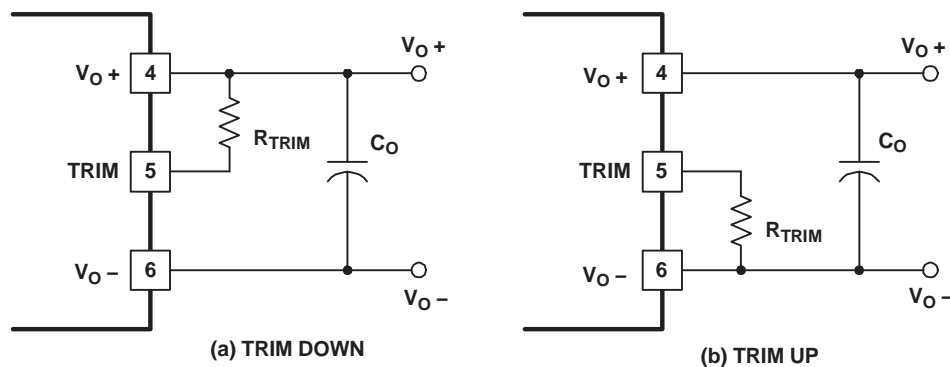 VO +
4
VO +
RTRIM
CO
TRIM
5
VO –
6
VO –
(a) TRIM DOWN
VO +
4
VO +
CO
TRIM
5
RTRIM
VO –
6
VO –
(b) TRIM UP